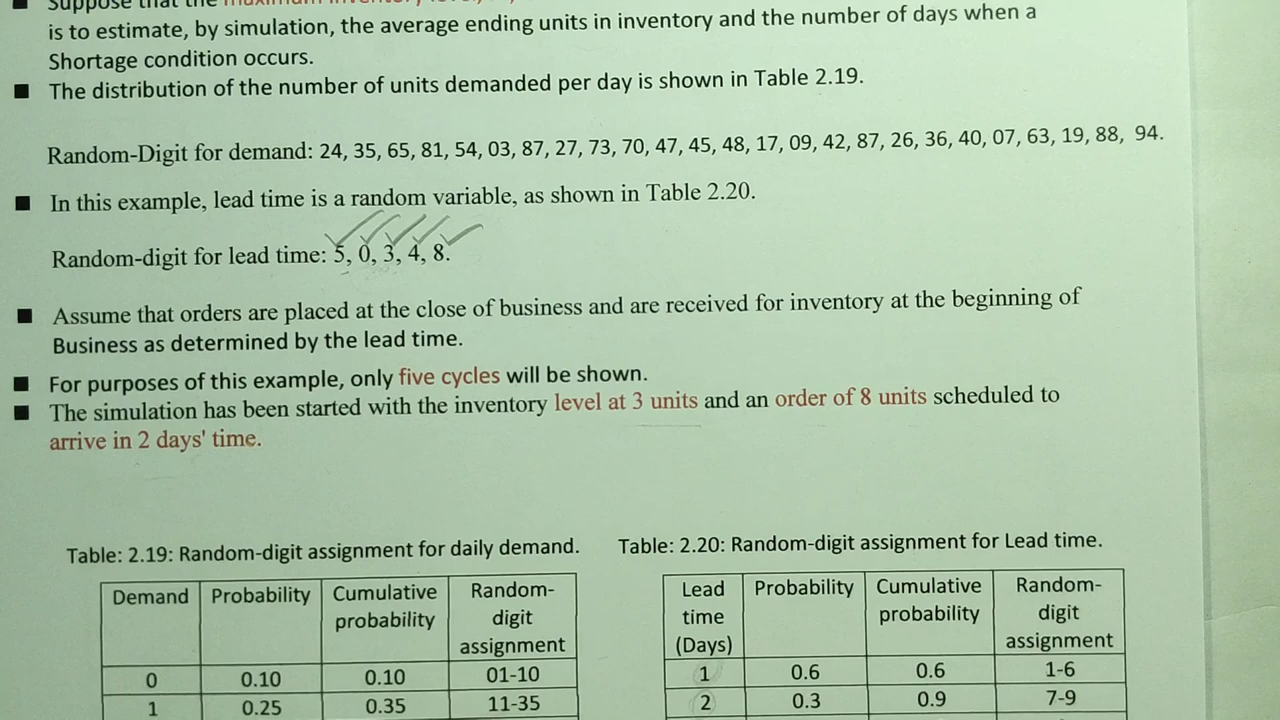 ■ Suppose that the maximum
is to estimate, by simulation, the average ending units in inventory and the number of days when a
Shortage condition occurs.
■ The distribution of the number of units demanded per day is shown in Table 2.19.
Random-Digit for demand: 24, 35, 65, 81, 54, 03, 87, 27, 73, 70, 47, 45, 48, 17, 09, 42, 87, 26, 36, 40, 07, 63, 19, 88, 94.
■ In this example, lead time is a random variable, as shown in Table 2.20.
Random-digit for lead time: 5, 0, 3, 4, 8.
■ Assume that orders are placed at the close of business and are received for inventory at the beginning of
Business as determined by the lead time.
■ For purposes of this example, only five cycles will be shown.
■ The simulation has been started with the inventory level at 3 units and an order of 8 units scheduled to
arrive in 2 days' time.
Table: 2.19: Random-digit assignment for daily demand.
Demand Probability Cumulative probability Random-digit assignment
0 0.10 0.10 01-10
1 0.25 0.35 11-35
Table: 2.20: Random-digit assignment for Lead time.
Lead time (Days) Probability Cumulative probability Random-digit assignment
1 0.6 0.6 1-6
2 0.3 0.9 7-9